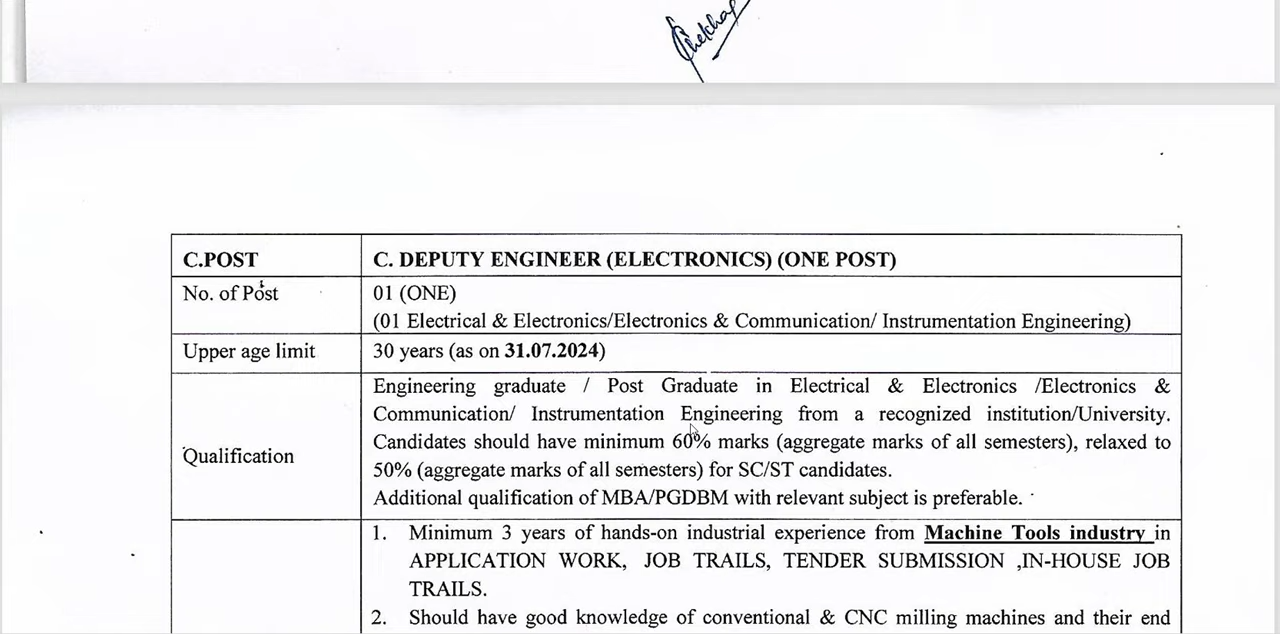 C.POST
C. DEPUTY ENGINEER (ELECTRONICS) (ONE POST)
No. of Post
01 (ONE)
(01 Electrical & Electronics/Electronics & Communication/ Instrumentation Engineering)
Upper age limit
30 years (as on 31.07.2024)
Qualification
Engineering graduate / Post Graduate in Electrical & Electronics /Electronics &
Communication/ Instrumentation Engineering from a recognized institution/University.
Candidates should have minimum 60% marks (aggregate marks of all semesters), relaxed to
50% (aggregate marks of all semesters) for SC/ST candidates.
Additional qualification of MBA/PGDBM with relevant subject is preferable.
1. Minimum 3 years of hands-on industrial experience from Machine Tools industry in
APPLICATION WORK, JOB TRAILS, TENDER SUBMISSION ,IN-HOUSE JOB
TRAILS.
2. Should have good knowledge of conventional & CNC milling machines and their end